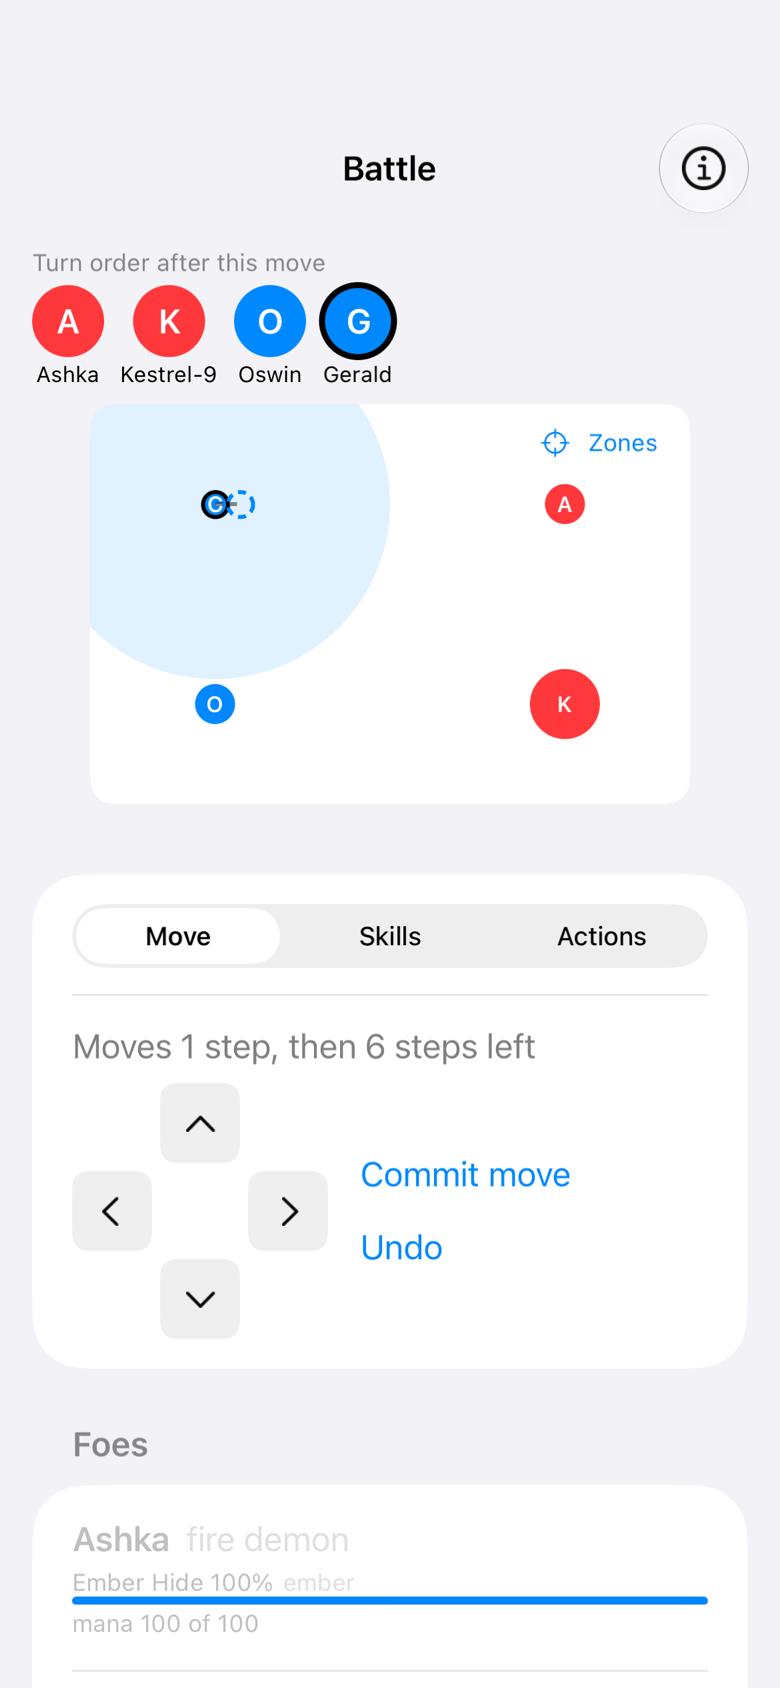 Battle
Turn order after this move
A K O G
Ashka Kestrel-9 Oswin Gerald
Zones
G A
O K
Move Skills Actions
Moves 1 step, then 6 steps left
Commit move
Undo
Foes
Ashka fire demon
Ember Hide 100% ember
mana 100 of 100